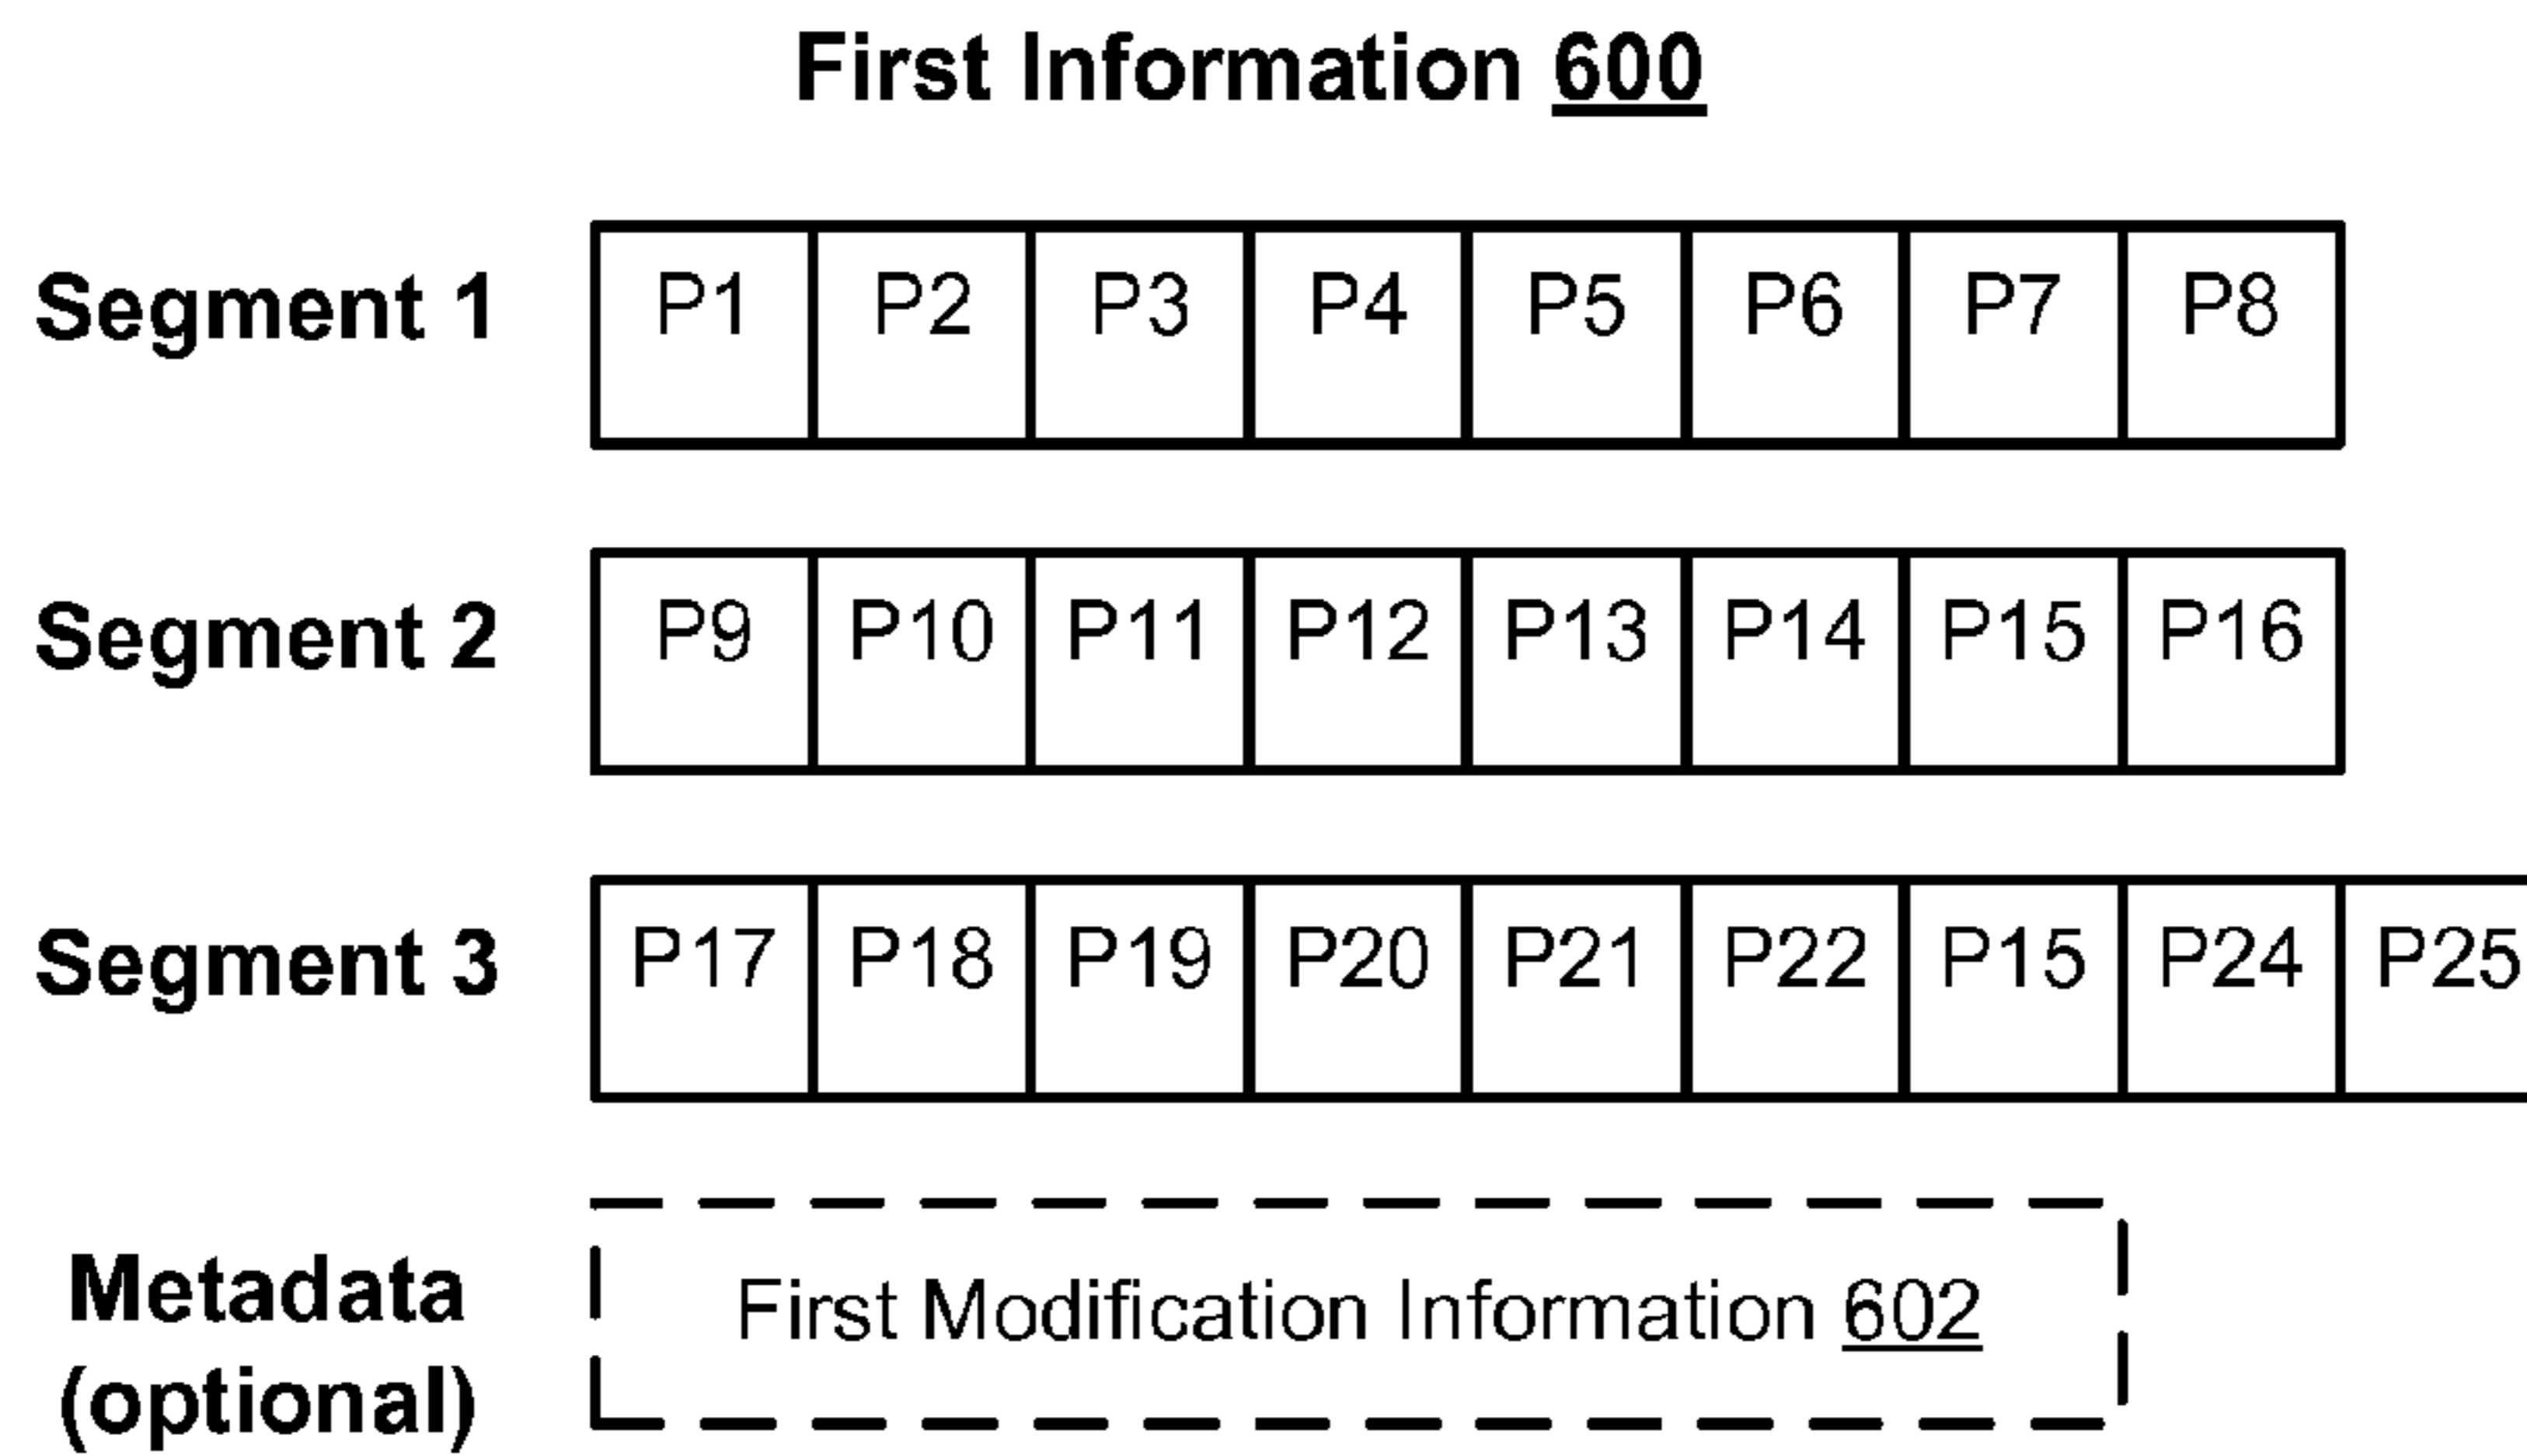 First Information 600
Segment 1 P1 P2 P3 P4 P5 P6 P7 P8
Segment 2 P9 P10 P11 P12 P13 P14 P15 P16
Segment 3 P17 P18 P19 P20 P21 P22 P15 P24 P25
Metadata
(optional)
First Modification Information 602